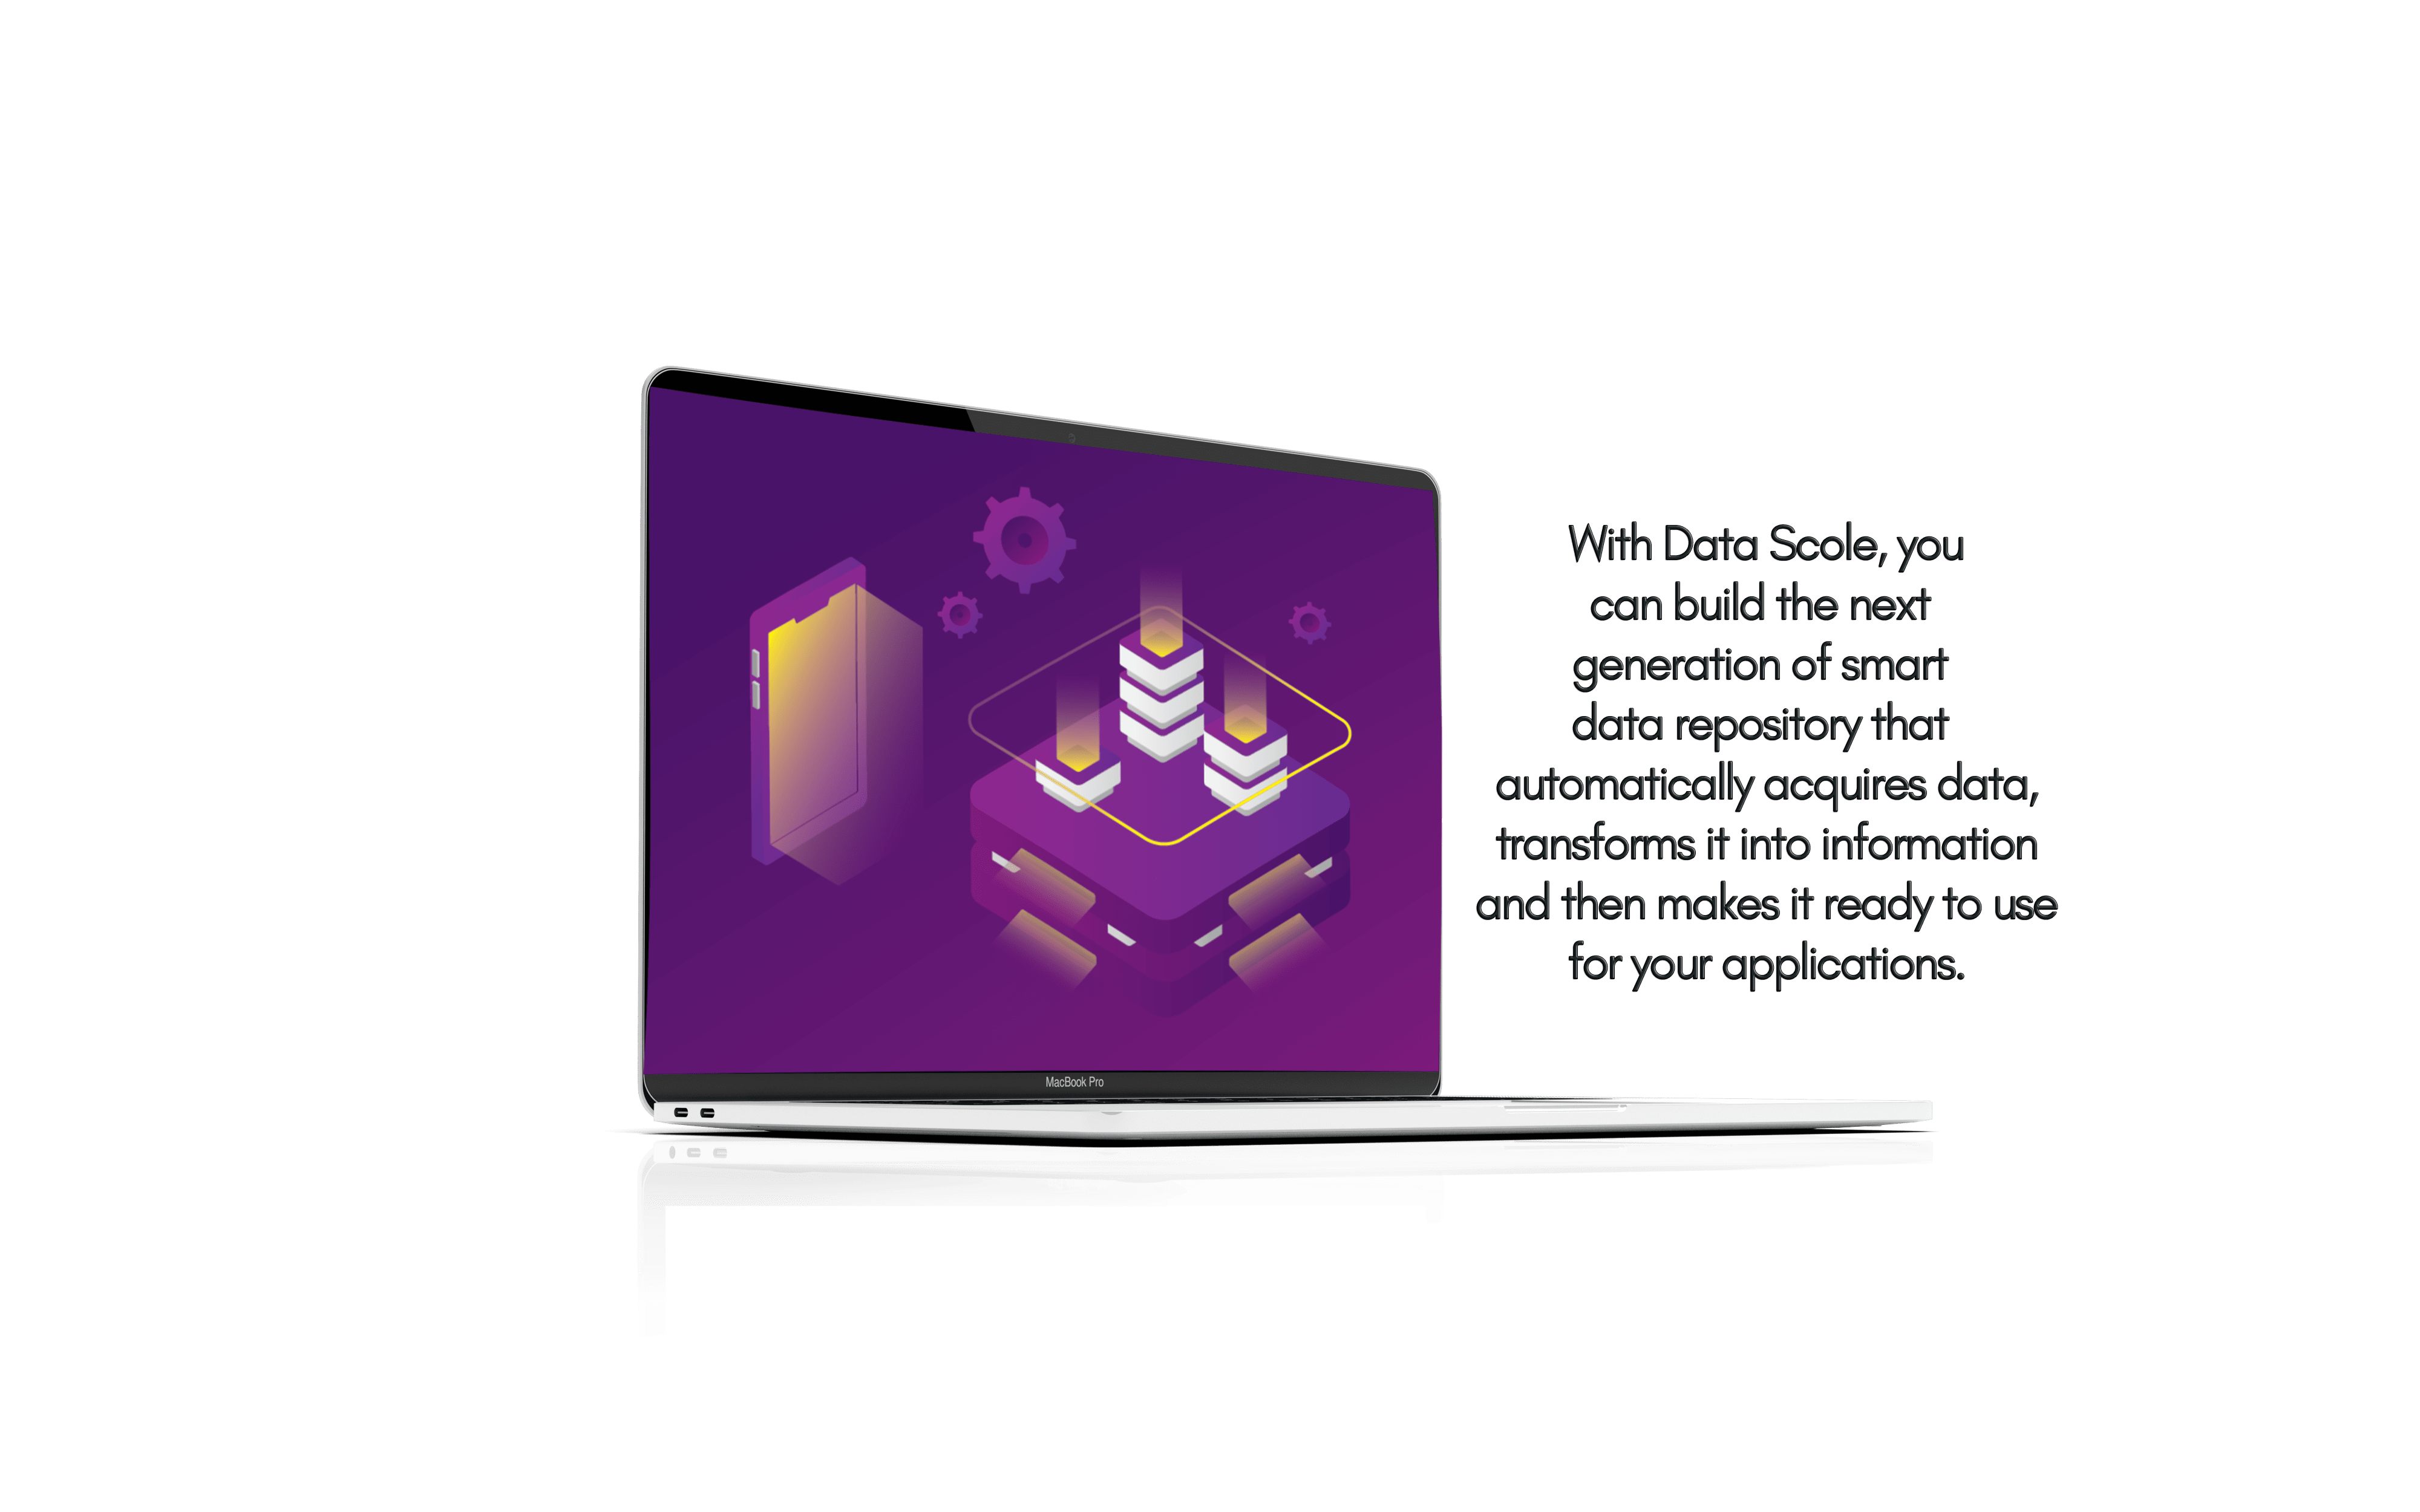 With Data Scole, you
can build the next
generation of smart
data repository that
automatically acquires data,
transforms it into information
and then makes it ready to use
for your applications.
MacBook Pro